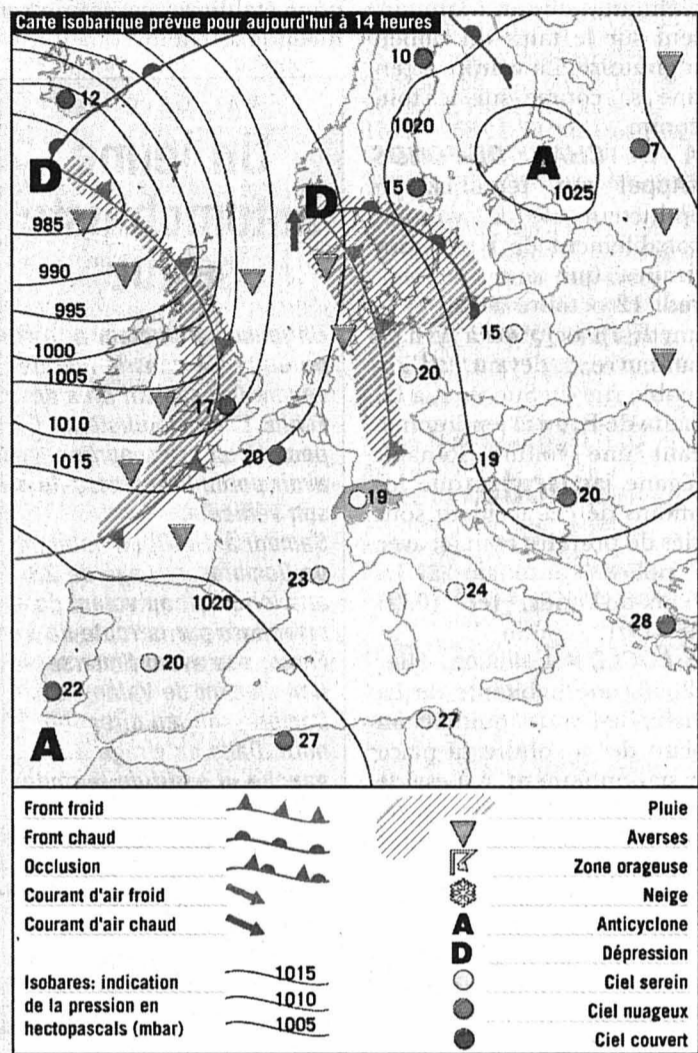 Carte isobarique prévue pour aujourd'hui à 14 heures
10
12
1020
7
A
D
1025
15
D
985
990
995
15
1000
1005
20
17
1010
20
19
1015
19
20
23
24
1020
28
20
22
27
A
27
Front froid
Front chaud
Occlusion
Courant d'air froid
Courant d'air chaud
Isobares: indication
de la pression en
hectopascals (mbar)
1015
1010
1005
Pluie
Averses
Zone orageuse
Neige
A Anticyclone
D Dépression
Ciel serein
Ciel nuageux
Ciel couvert